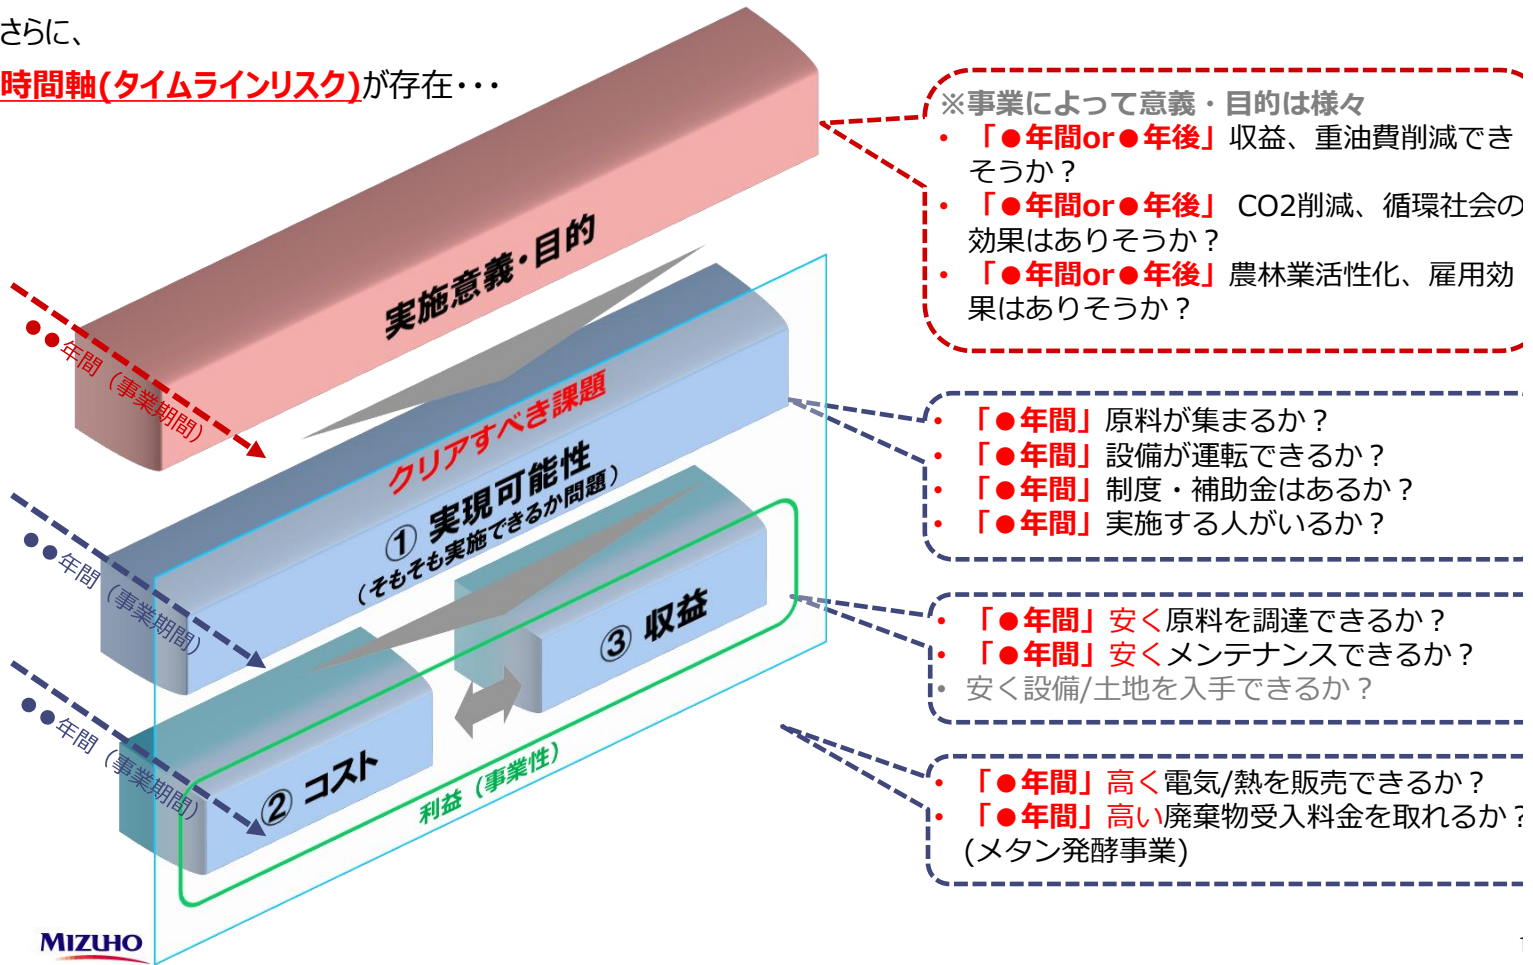 さらに、
時間軸(タイムラインリスク)が存在・・・
※事業によって意義・目的は様々
• 「●年間or●年後」収益、重油費削減でき
そうか？
• 「●年間or●年後」 CO2削減、循環社会の
効果はありそうか？
• 「●年間or●年後」農林業活性化、雇用効
果はありそうか？
実施意義・目的
●●年間（事業期間）
クリアすべき課題
① 実現可能性
（そもそも実施できるか問題）
●●年間（事業期間）
• 「●年間」原料が集まるか？
• 「●年間」設備が運転できるか？
• 「●年間」制度・補助金はあるか？
• 「●年間」実施する人がいるか？
③ 収益
② コスト
利益（事業性）
●●年間（事業期間）
• 「●年間」安く原料を調達できるか？
• 「●年間」安くメンテナンスできるか？
• 安く設備/土地を入手できるか？
• 「●年間」高く電気/熱を販売できるか？
• 「●年間」高い廃棄物受入料金を取れるか？
(メタン発酵事業)
MIZUHO